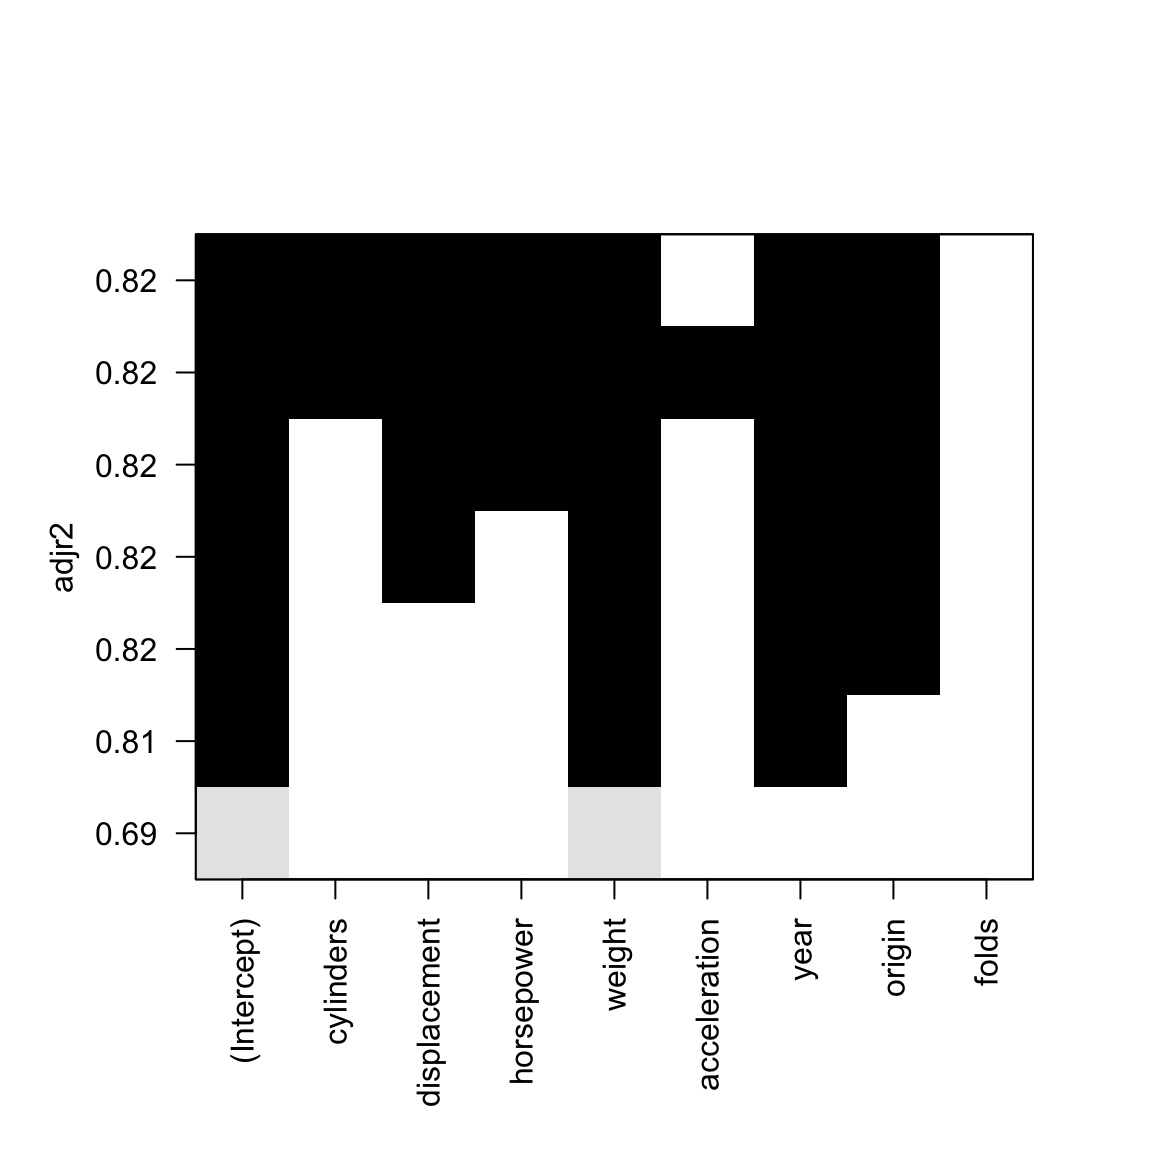 0.82
0.82
0.82
0.82
0.82
0.81
0.69
adjr2
(Intercept)
cylinders
displacement
horsepower
weight
acceleration
year
origin
folds